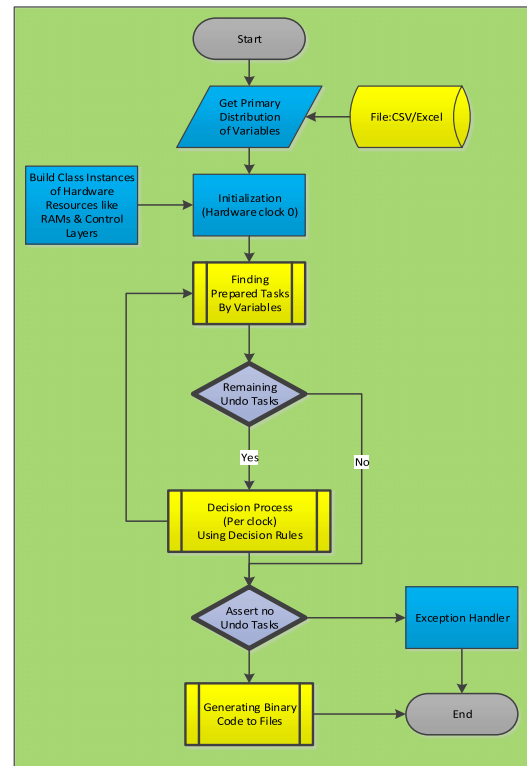 Start
Get Primary
Distribution
of Variables
File:CSV/Excel
Build Class Instances
of Hardware
Resources like
RAMs & Control
Layers
Initialization
(Hardware clock 0)
Finding
Prepared Tasks
By Variables
Remaining
Undo Tasks
Yes
No
Decision Process
(Per clock)
Using Decision Rules
Assert no
Undo Tasks
Exception Handler
Generating Binary
Code to Files
End